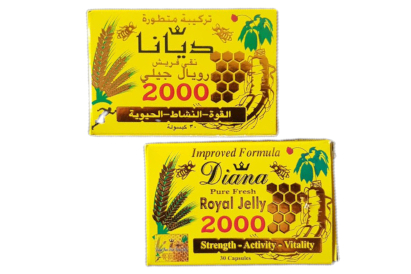 تركيبة متطورة
ديانا
نقي فريش
رويال جيلي
2000
القوة-النشاط-الحيوية
٣٠ كبسولة
Improved Formula
Diana
Pure Fresh
Royal Jelly
2000
Strength - Activity - Vitality
30 Capsules